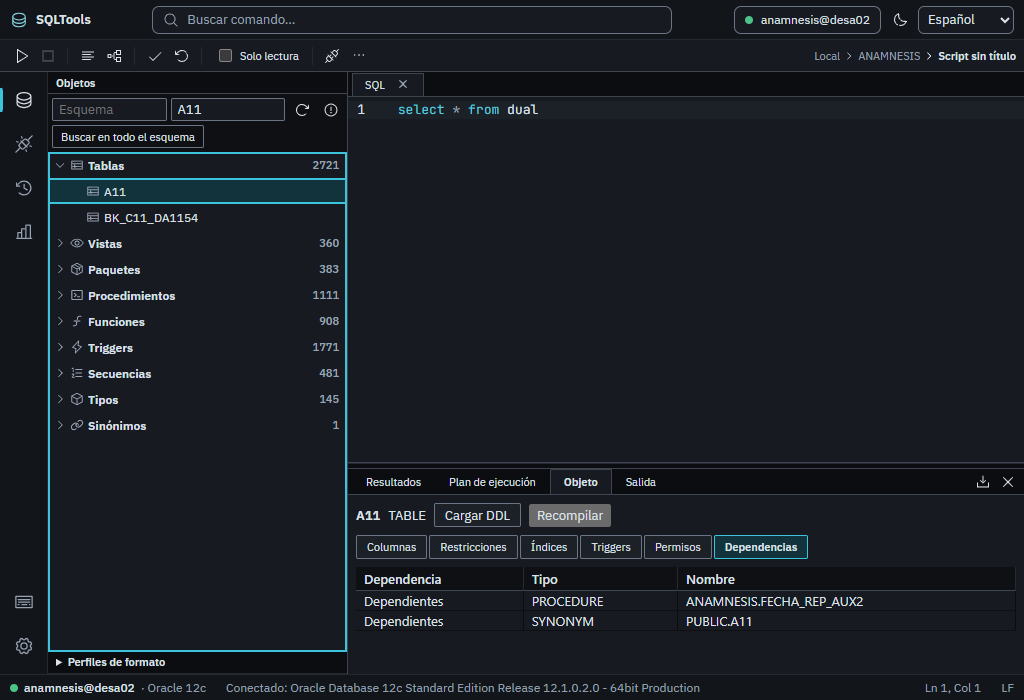 SQLTools
Buscar comando...
anamnesis@desa02
Español
Solo lectura
...
Local > ANAMNESIS > Script sin título
Objetos
Esquema
A11
Buscar en todo el esquema
Tablas 2721
A11
BK_C11_DA1154
Vistas 360
Paquetes 383
Procedimientos 1111
Funciones 908
Triggers 1771
Secuencias 481
Tipos 145
Sinónimos 1
Perfiles de formato
SQL
1 select * from dual
Resultados Plan de ejecución Objeto Salida
A11 TABLE Cargar DDL Recompilar
Columnas Restricciones Índices Triggers Permisos Dependencias
Dependencia Tipo Nombre
Dependientes PROCEDURE ANAMNESIS.FECHA_REP_AUX2
Dependientes SYNONYM PUBLIC.A11
anamnesis@desa02 · Oracle 12c Conectado: Oracle Database 12c Standard Edition Release 12.1.0.2.0 - 64bit Production Ln 1, Col 1 LF